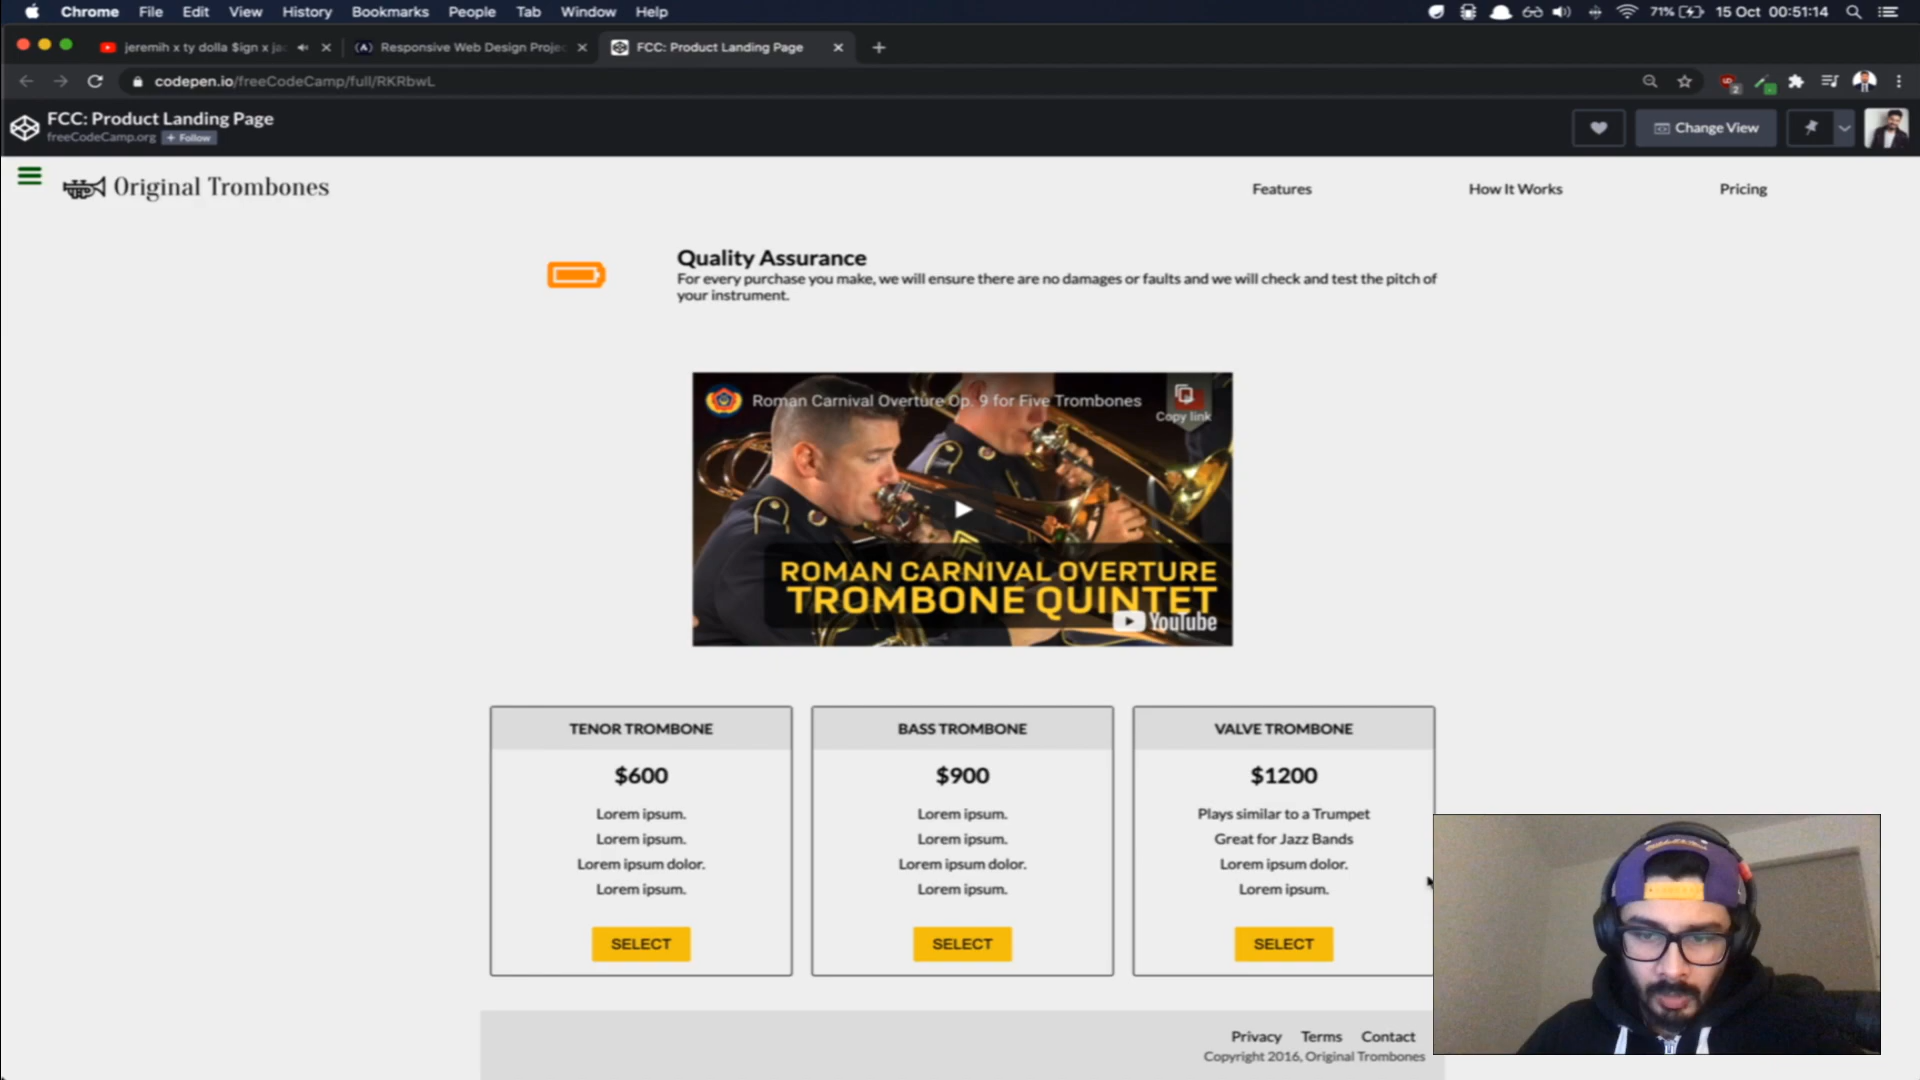 Chrome File Edit View History Bookmarks People Tab Window Help
71% 15 Oct 00:51:14
jeremih x ty dolla $ign x ja
Responsive Web Design Projec
FCC: Product Landing Page
codepen.io/freeCodeCamp/full/RKRbwL
FCC: Product Landing Page
freeCodeCamp.org + Follow
Change View
Original Trombones
Features How It Works Pricing
Quality Assurance
For every purchase you make, we will ensure there are no damages or faults and we will check and test the pitch of
your instrument.
Roman Carnival Overture Op. 9 for Five Trombones
Copy link
ROMAN CARNIVAL OVERTURE
TROMBONE QUINTET
YouTube
TENOR TROMBONE
$600
Lorem ipsum.
Lorem ipsum.
Lorem ipsum dolor.
Lorem ipsum.
SELECT
BASS TROMBONE
$900
Lorem ipsum.
Lorem ipsum.
Lorem ipsum dolor.
Lorem ipsum.
SELECT
VALVE TROMBONE
$1200
Plays similar to a Trumpet
Great for Jazz Bands
Lorem ipsum dolor.
Lorem ipsum.
SELECT
Privacy Terms Contact
Copyright 2016, Original Trombones